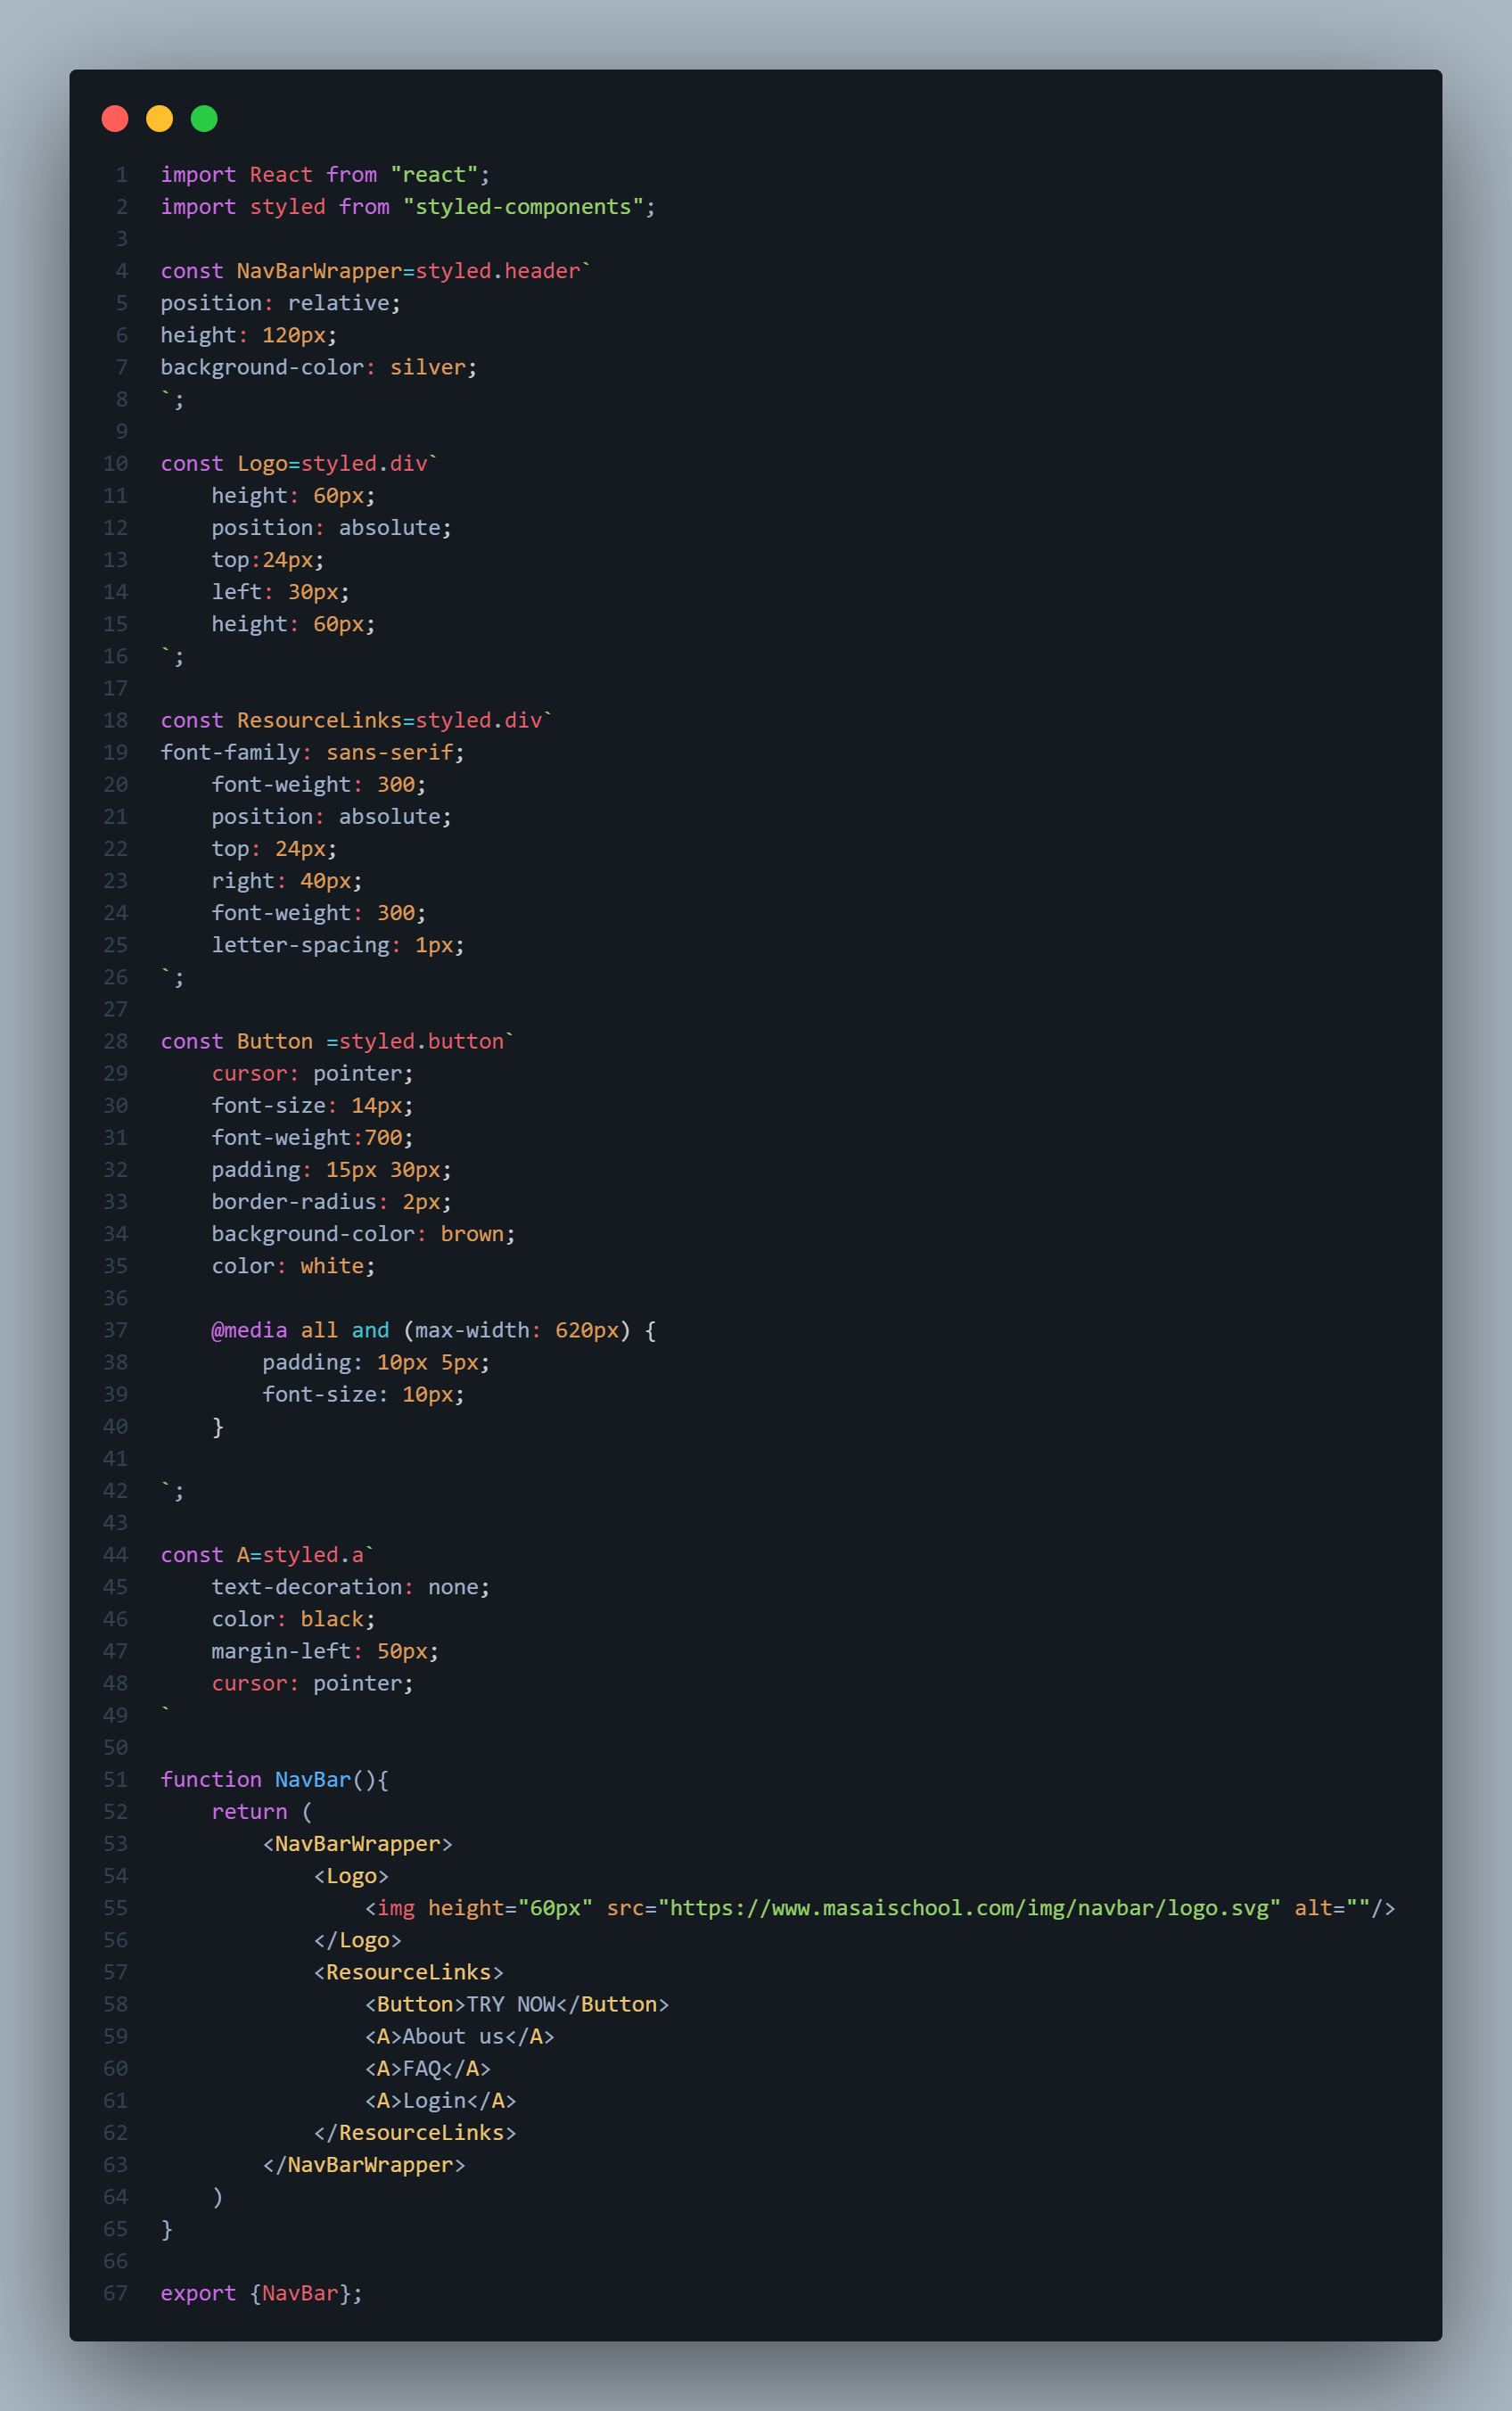 1 import React from "react";
2 import styled from "styled-components";
3
4 const NavBarWrapper=styled.header`
5 position: relative;
6 height: 120px;
7 background-color: silver;
8 `;
9
10 const Logo=styled.div`
11     height: 60px;
12     position: absolute;
13     top:24px;
14     left: 30px;
15     height: 60px;
16 `;
17
18 const ResourceLinks=styled.div`
19 font-family: sans-serif;
20     font-weight: 300;
21     position: absolute;
22     top: 24px;
23     right: 40px;
24     font-weight: 300;
25     letter-spacing: 1px;
26 `;
27
28 const Button =styled.button`
29     cursor: pointer;
30     font-size: 14px;
31     font-weight:700;
32     padding: 15px 30px;
33     border-radius: 2px;
34     background-color: brown;
35     color: white;
36
37     @media all and (max-width: 620px) {
38         padding: 10px 5px;
39         font-size: 10px;
40     }
41
42 `;
43
44 const A=styled.a`
45     text-decoration: none;
46     color: black;
47     margin-left: 50px;
48     cursor: pointer;
49 `
50
51 function NavBar(){
52     return (
53         <NavBarWrapper>
54             <Logo>
55                 <img height="60px" src="https://www.masaischool.com/img/navbar/logo.svg" alt=""/>
56             </Logo>
57             <ResourceLinks>
58                 <Button>TRY NOW</Button>
59                 <A>About us</A>
60                 <A>FAQ</A>
61                 <A>Login</A>
62             </ResourceLinks>
63         </NavBarWrapper>
64     )
65 }
66
67 export {NavBar};